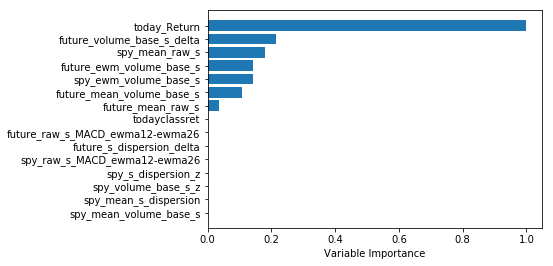 today_Return
future_volume_base_s_delta
spy_mean_raw_s
future_ewm_volume_base_s
spy_ewm_volume_base_s
future_mean_volume_base_s
future_mean_raw_s
todayclassret
future_raw_s_MACD_ewma12-ewma26
future_s_dispersion_delta
spy_raw_s_MACD_ewma12-ewma26
spy_s_dispersion_z
spy_volume_base_s_z
spy_mean_s_dispersion
spy_mean_volume_base_s
0.0 0.2 0.4 0.6 0.8 1.0
Variable Importance